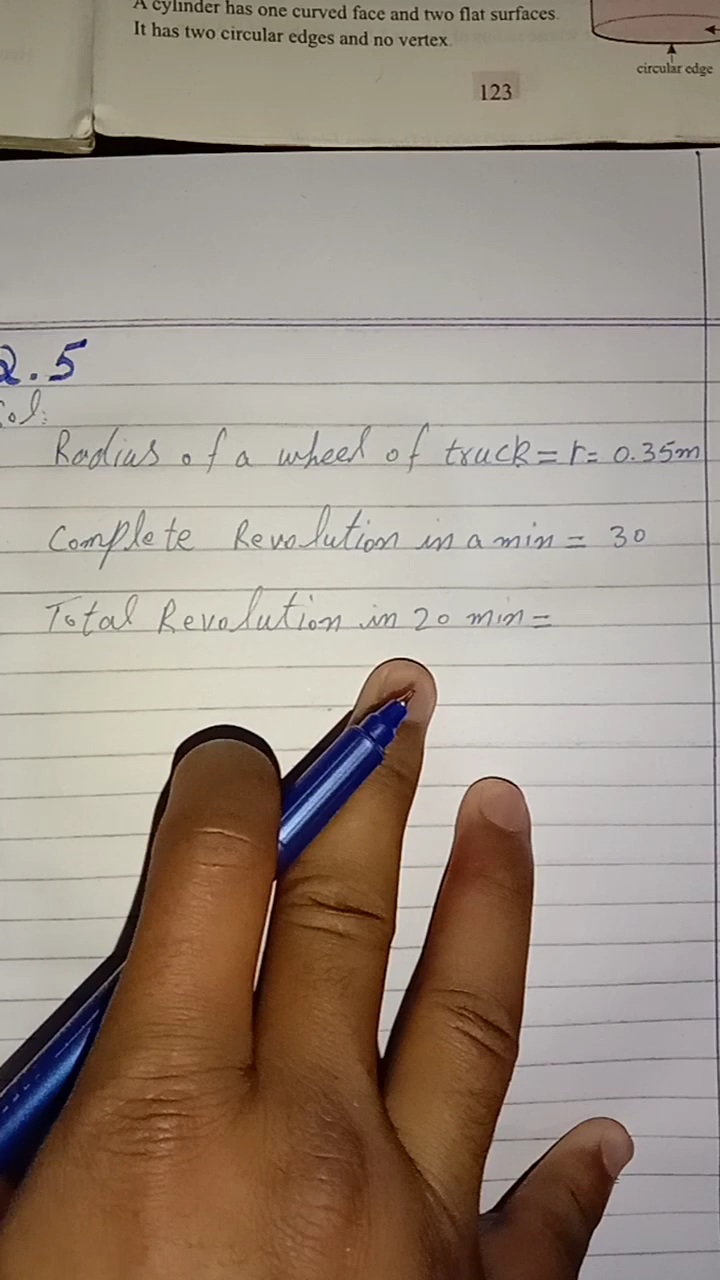 A cylinder has one curved face and two flat surfaces.
It has two circular edges and no vertex.
circular edge
123
Q.5
Sol:
Radius of a wheel of truck = r = 0.35m
Complete Revolution in a min = 30
Total Revolution in 20 min =